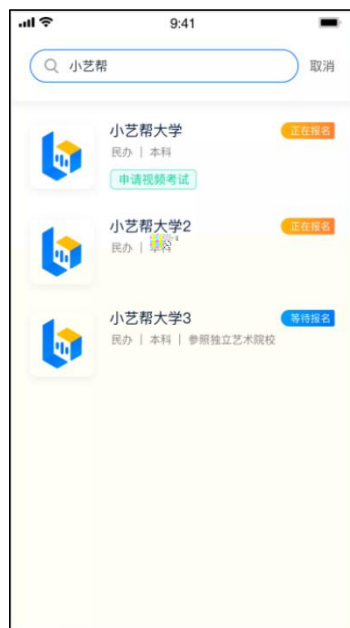 9:41
小艺帮 取消
小艺帮大学 正在报名
民办 | 本科
申请视频考试
小艺帮大学2 正在报名
民办 |
小艺帮大学3 等待报名
民办 | 本科 | 参照独立艺术院校